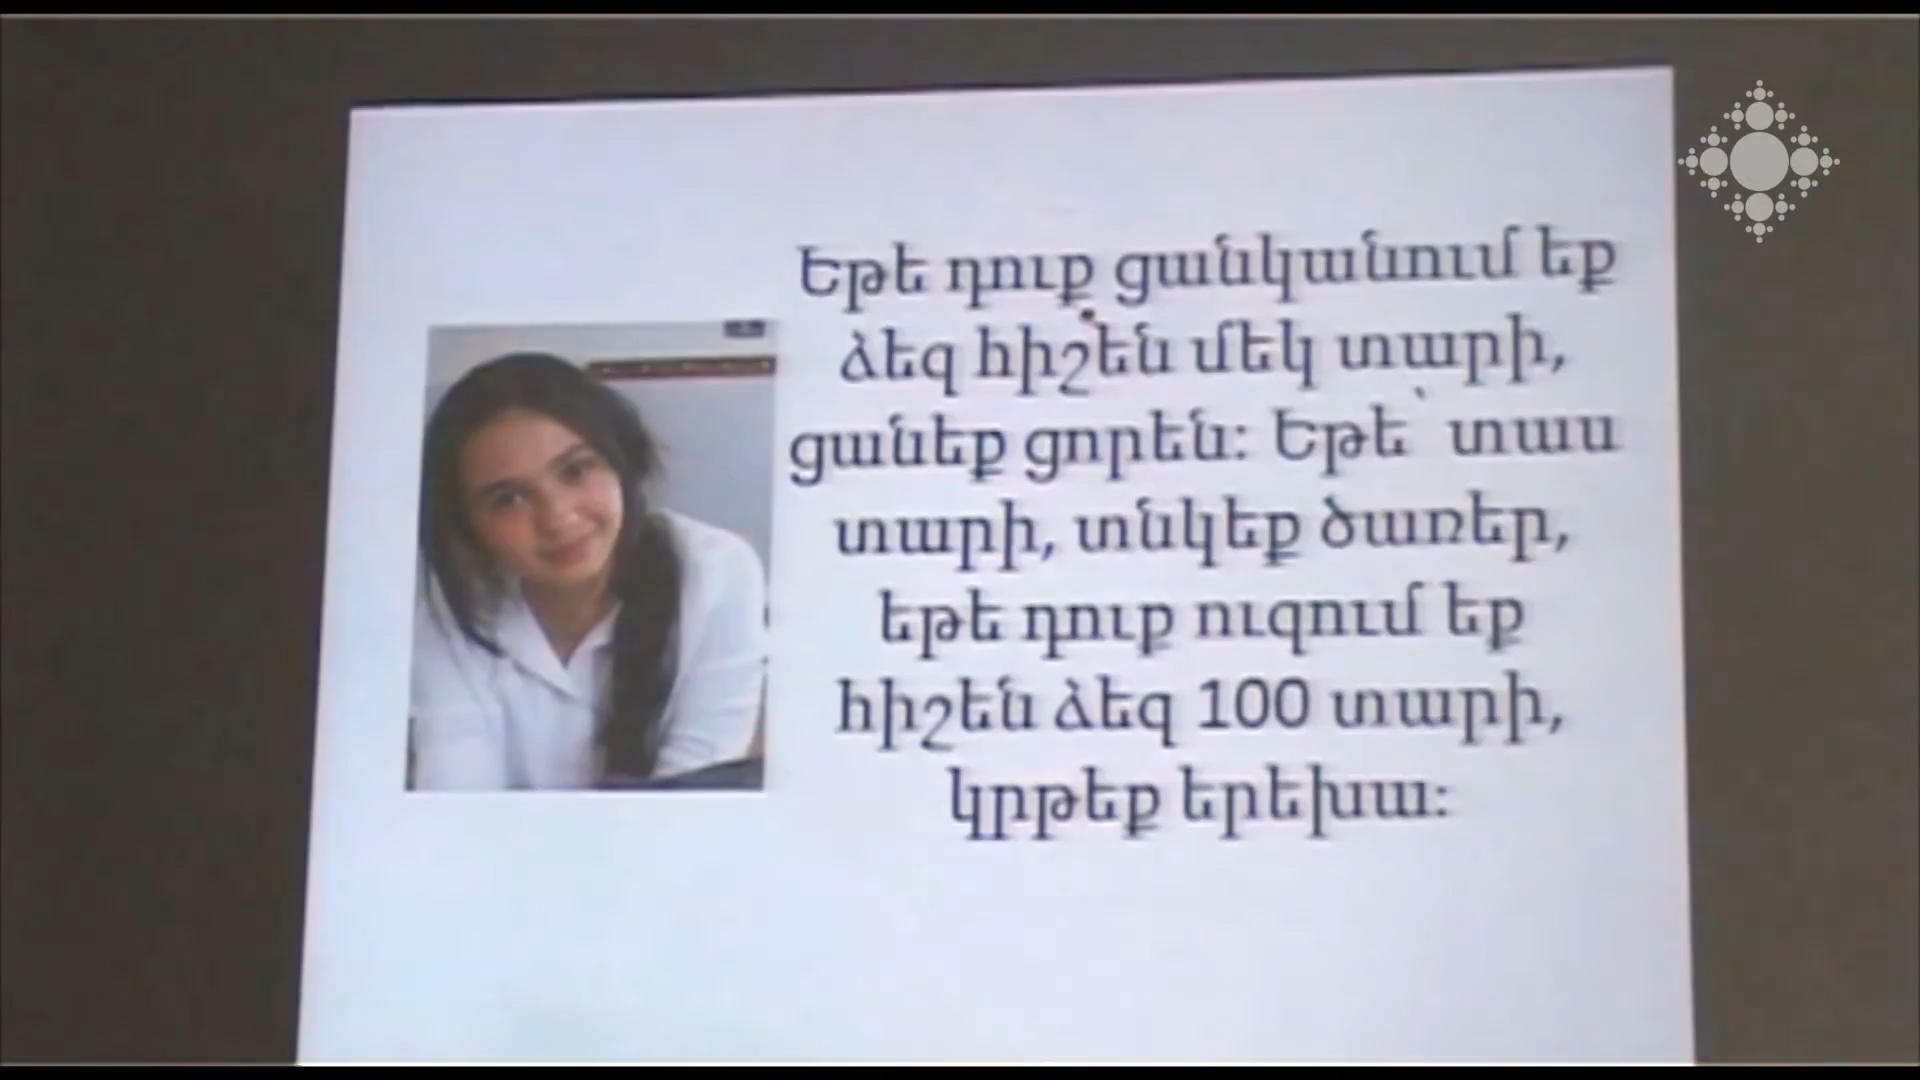 Եթե դուք ցանկանում եք
ձեզ հիշեն մեկ տարի,
ցանեք ցորեն: Եթե՝ տաս
տարի, տնկեք ծառեր,
եթե դուք ուզում եք
հիշեն ձեզ 100 տարի,
կրթեք երեխա: